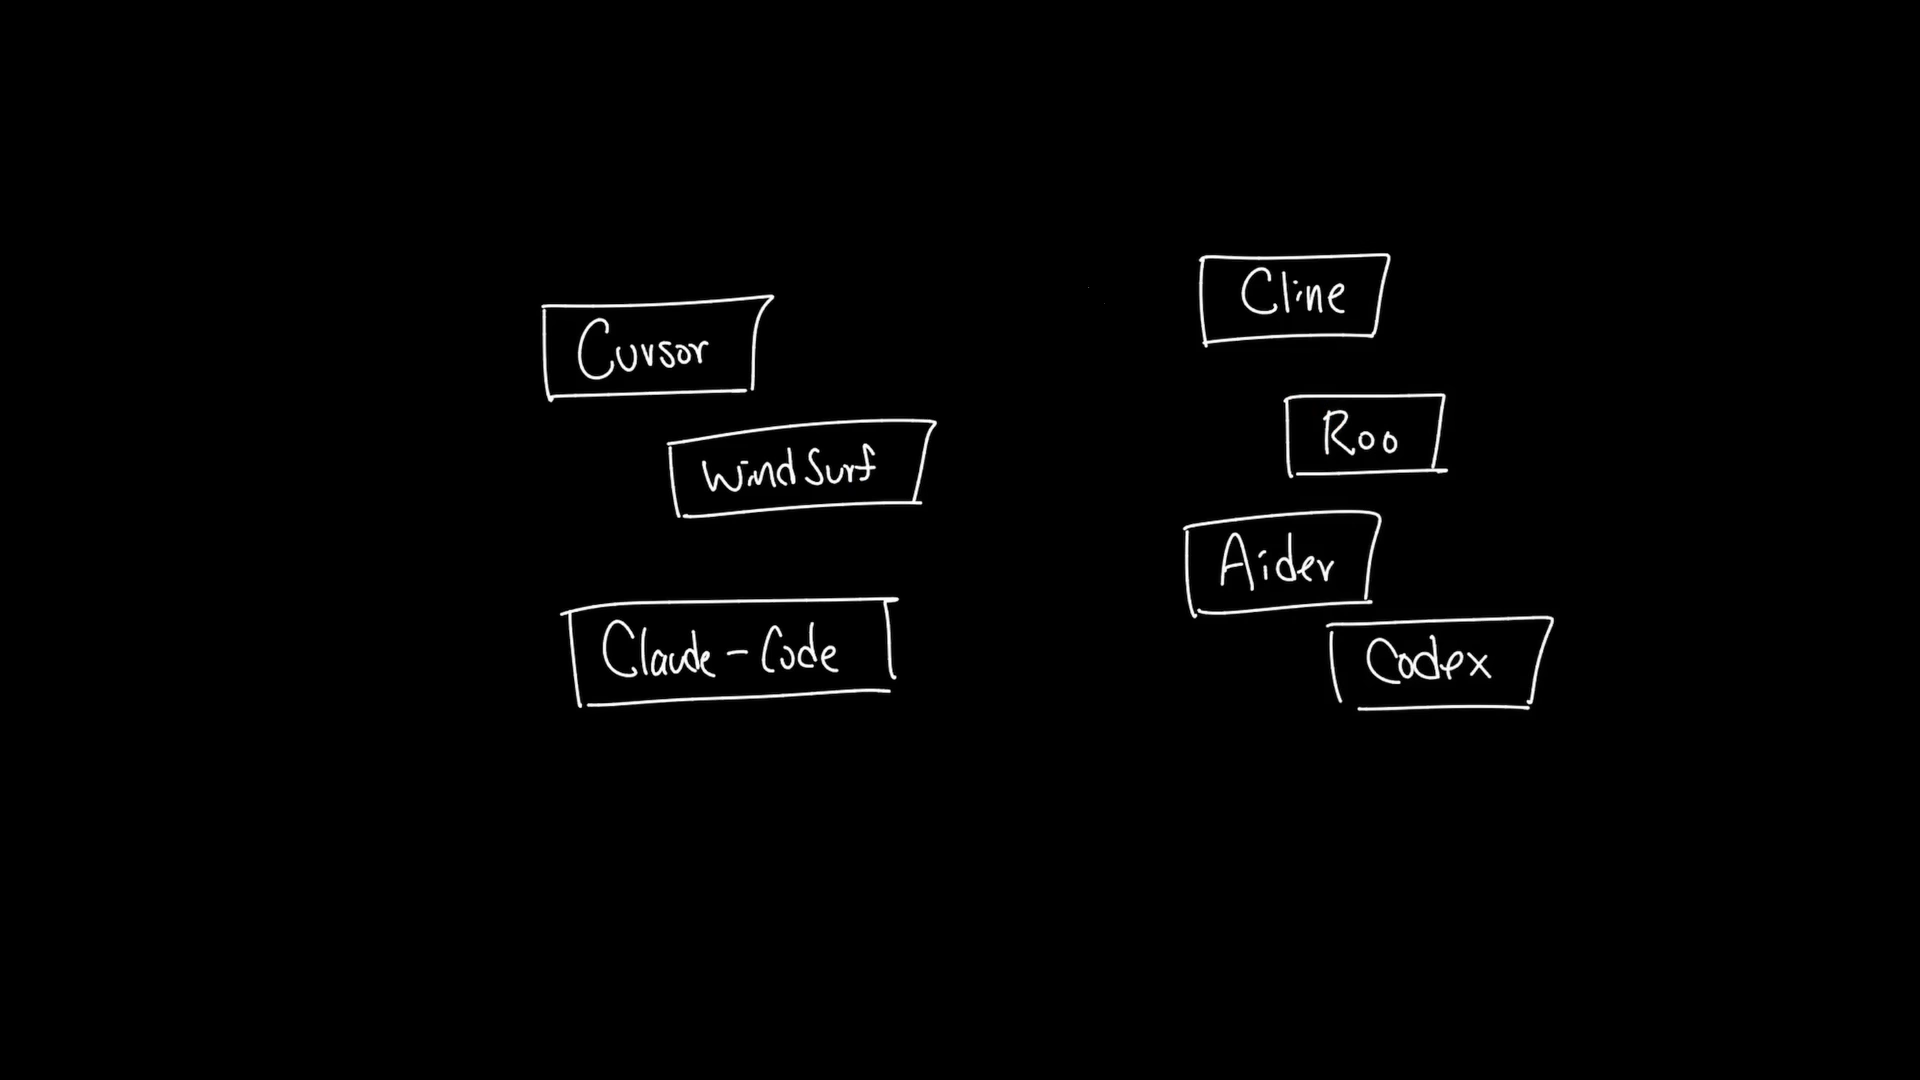 Cursor
WindSurf
Claude-Code
Cline
Roo
Aider
Codex